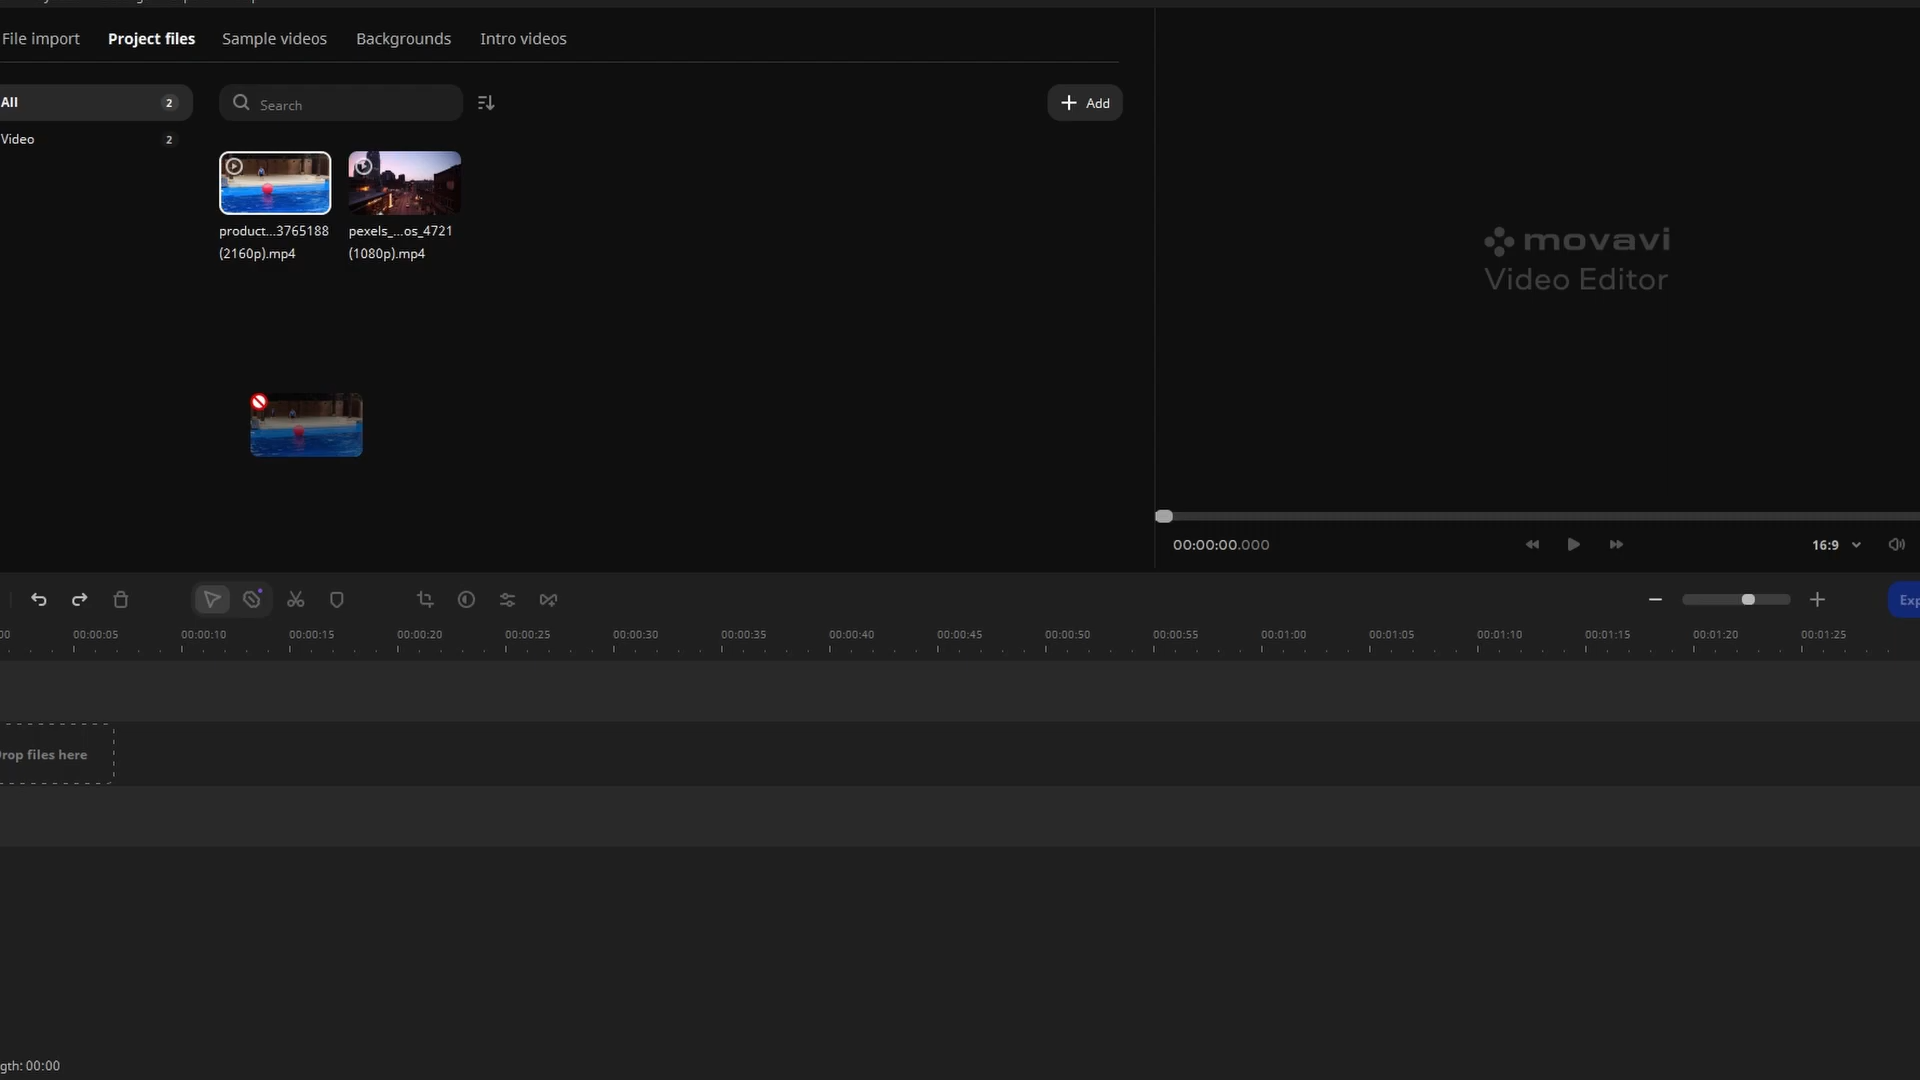 File import
Project files
Sample videos
Backgrounds
Intro videos
All
2
Search
Add
Video
2
product...3765188
(2160p).mp4
pexels_...os_4721
(1080p).mp4
movavi
Video Editor
00:00:00.000
16:9
Exp
00
00:00:05
00:00:10
00:00:15
00:00:20
00:00:25
00:00:30
00:00:35
00:00:40
00:00:45
00:00:50
00:00:55
00:01:00
00:01:05
00:01:10
00:01:15
00:01:20
00:01:25
rop files here
gth: 00:00